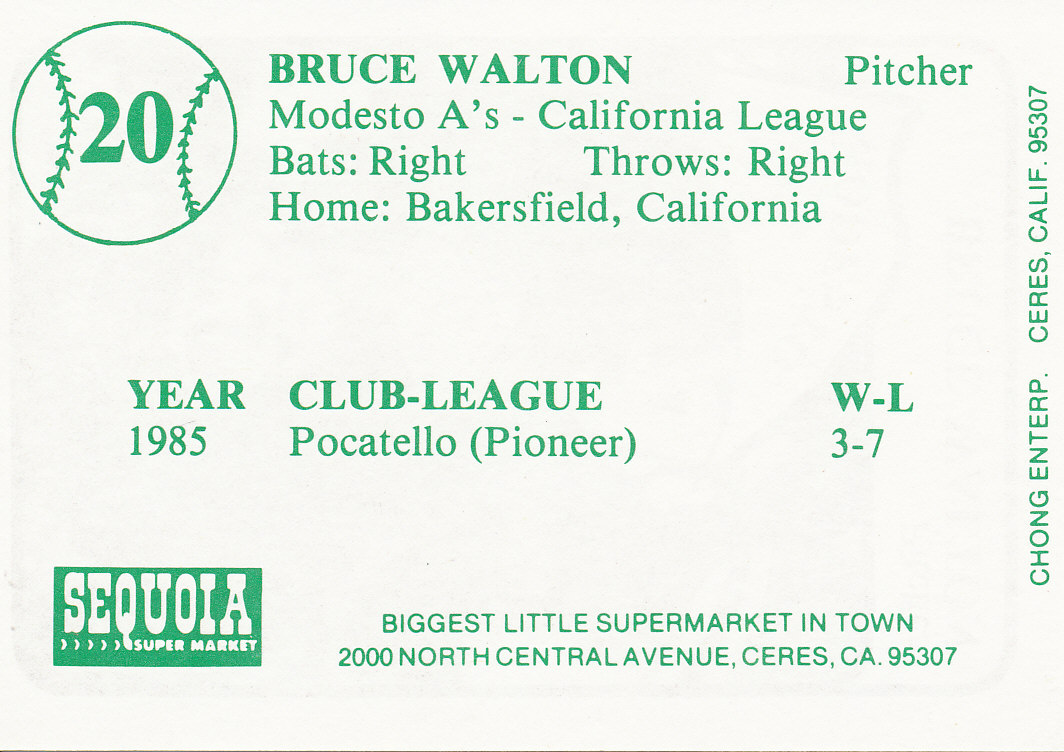 20
BRUCE WALTON Pitcher
Modesto A's - California League
Bats: Right Throws: Right
Home: Bakersfield, California
YEAR CLUB-LEAGUE W-L
1985 Pocatello (Pioneer) 3-7
SEQUOIA
SUPER MARKET
BIGGEST LITTLE SUPERMARKET IN TOWN
2000 NORTH CENTRAL AVENUE, CERES, CA. 95307
CHONG ENTERP. CERES, CALIF. 95307